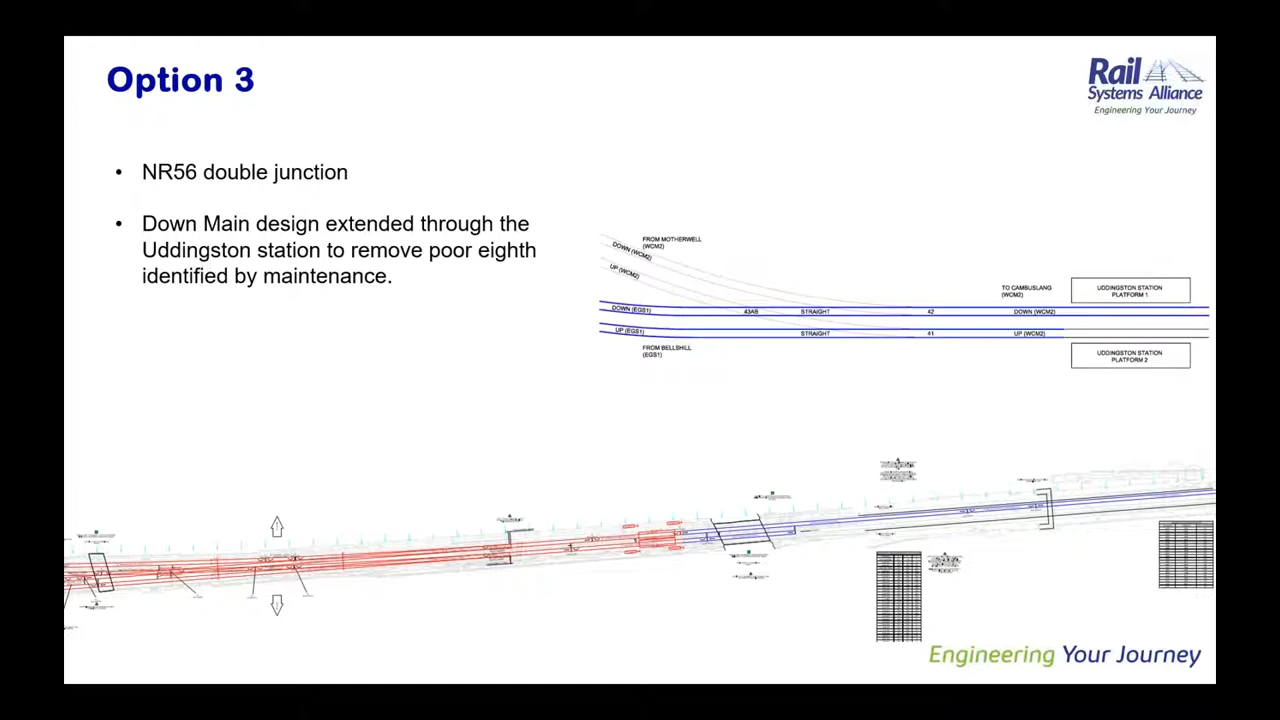 Option 3
Rail
Systems Alliance
Engineering Your Journey
• NR56 double junction
• Down Main design extended through the
Uddingston station to remove poor eighth
identified by maintenance.
FROM MOTHERWELL
(WCM2)
DOWN (WCM2)
UP (WCM2)
TO CAMBUSLANG
(WCM2)
UDDINGSTON STATION
PLATFORM 1
DOWN (EGS1)
43AB
STRAIGHT
42
DOWN (WCM2)
UP (EGS1)
STRAIGHT
41
UP (WCM2)
FROM BELLSHILL
(EGS1)
UDDINGSTON STATION
PLATFORM 2
Engineering Your Journey